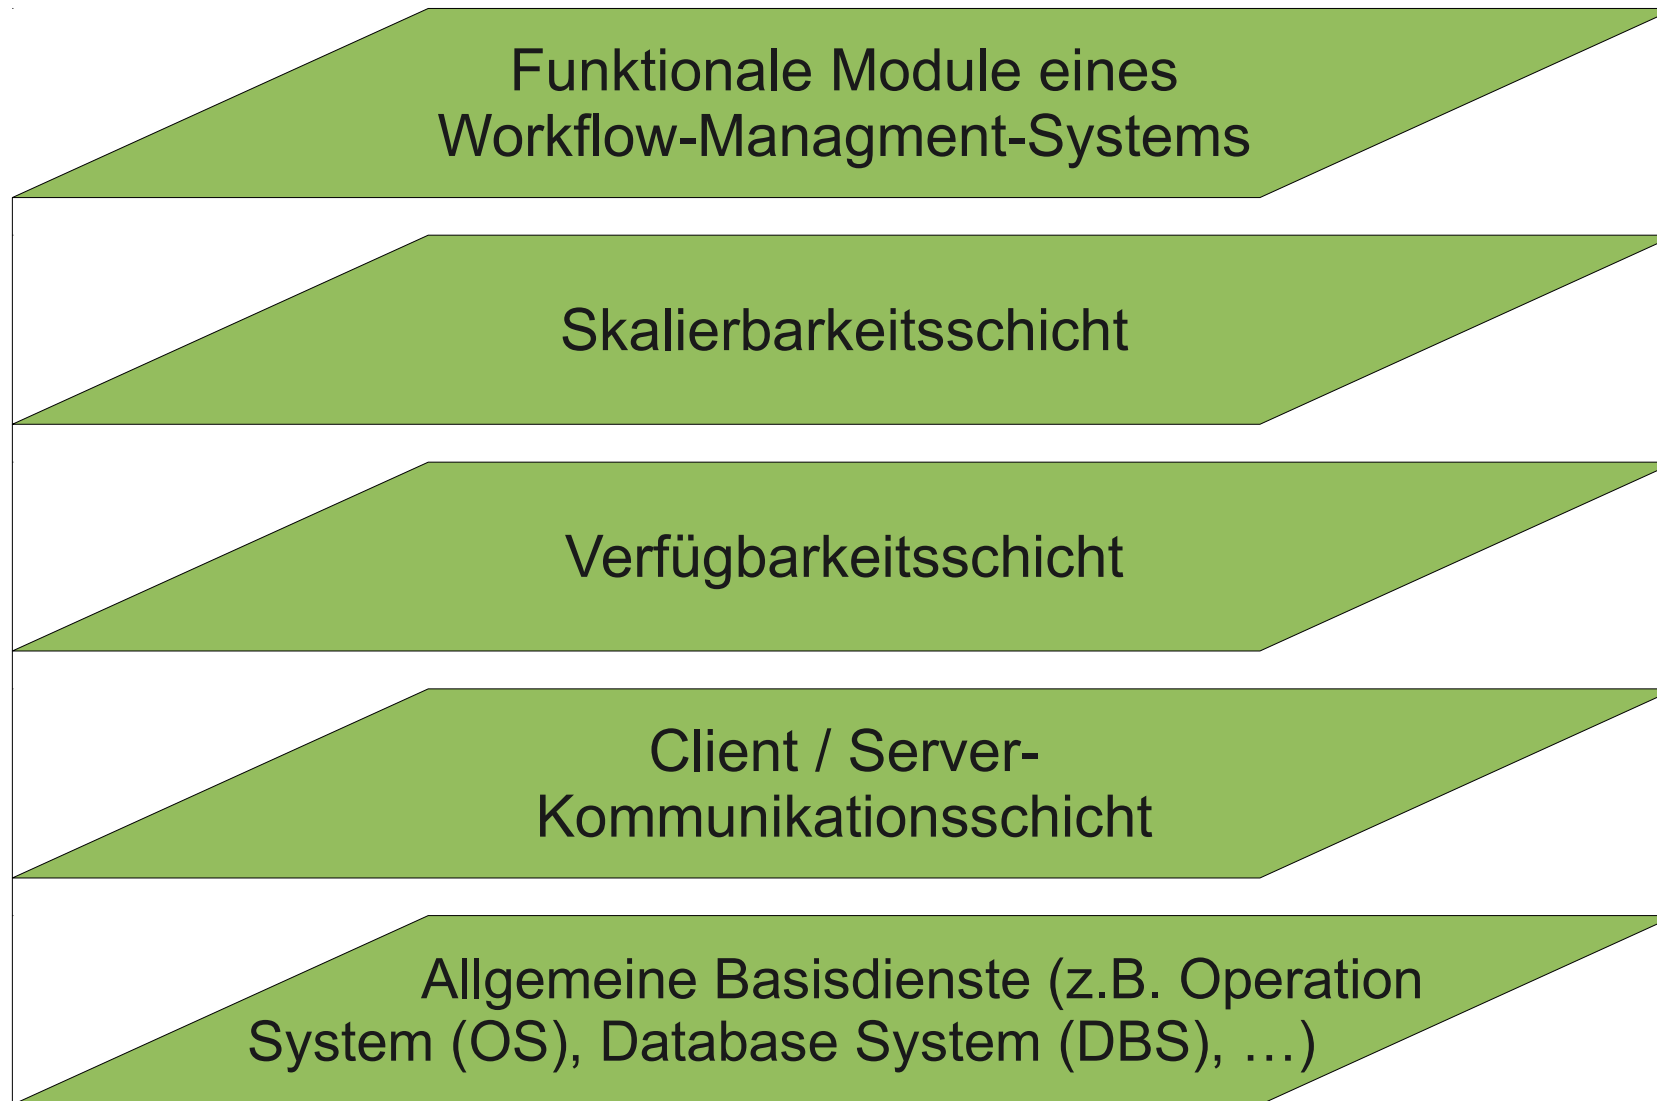 Funktionale Module eines
Workflow-Managment-Systems
Skalierbarkeitsschicht
Verfügbarkeitsschicht
Client / Server-
Kommunikationsschicht
Allgemeine Basisdienste (z.B. Operation
System (OS), Database System (DBS), …)